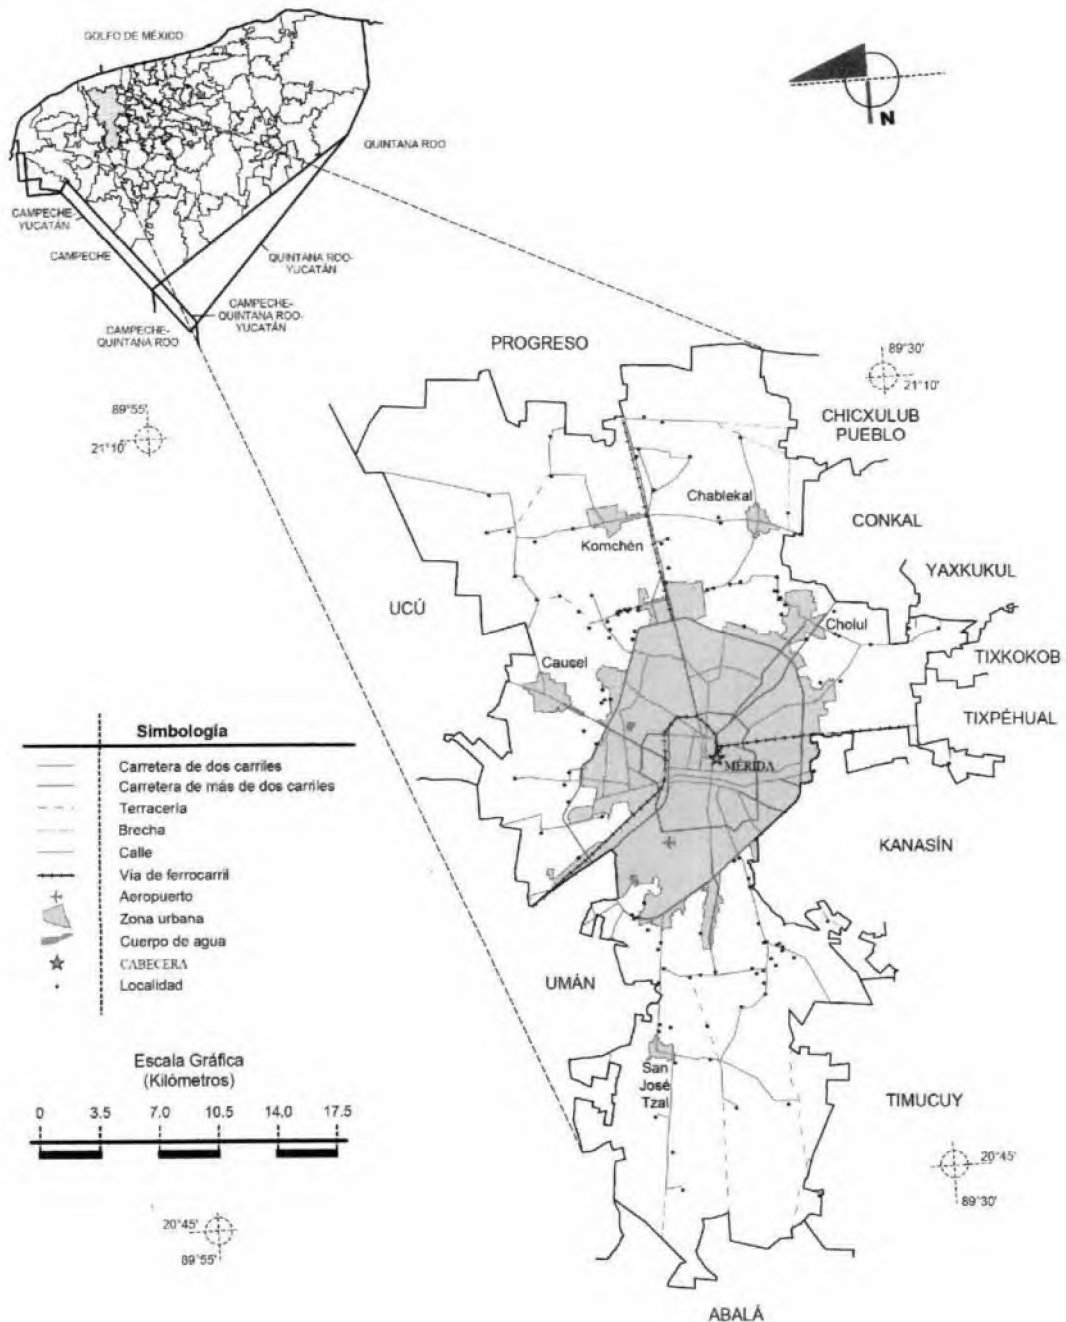 GOLFO DE MÉXICO
QUINTANA ROO
CAMPECHE-
YUCATÁN
CAMPECHE
QUINTANA ROO-
YUCATÁN
CAMPECHE-
QUINTANA ROO-
YUCATÁN
CAMPECHE-
QUINTANA ROO
N
89°55'
21°10'
89°30'
21°10'
PROGRESO
CHICXULUB
PUEBLO
Chablekal
CONKAL
Komchén
YAXKUKUL
UCÚ
Cholul
TIXKOKOB
Caucel
TIXPÉHUAL
MÉRIDA
KANASÍN
UMÁN
San
José
Tzal
TIMUCUY
20°45'
89°30'
ABALÁ
Simbología
Carretera de dos carriles
Carretera de más de dos carriles
Terracería
Brecha
Calle
Vía de ferrocarril
Aeropuerto
Zona urbana
Cuerpo de agua
CABECERA
Localidad
Escala Gráfica
(Kilómetros)
0 3.5 7.0 10.5 14.0 17.5
20°45'
89°55'